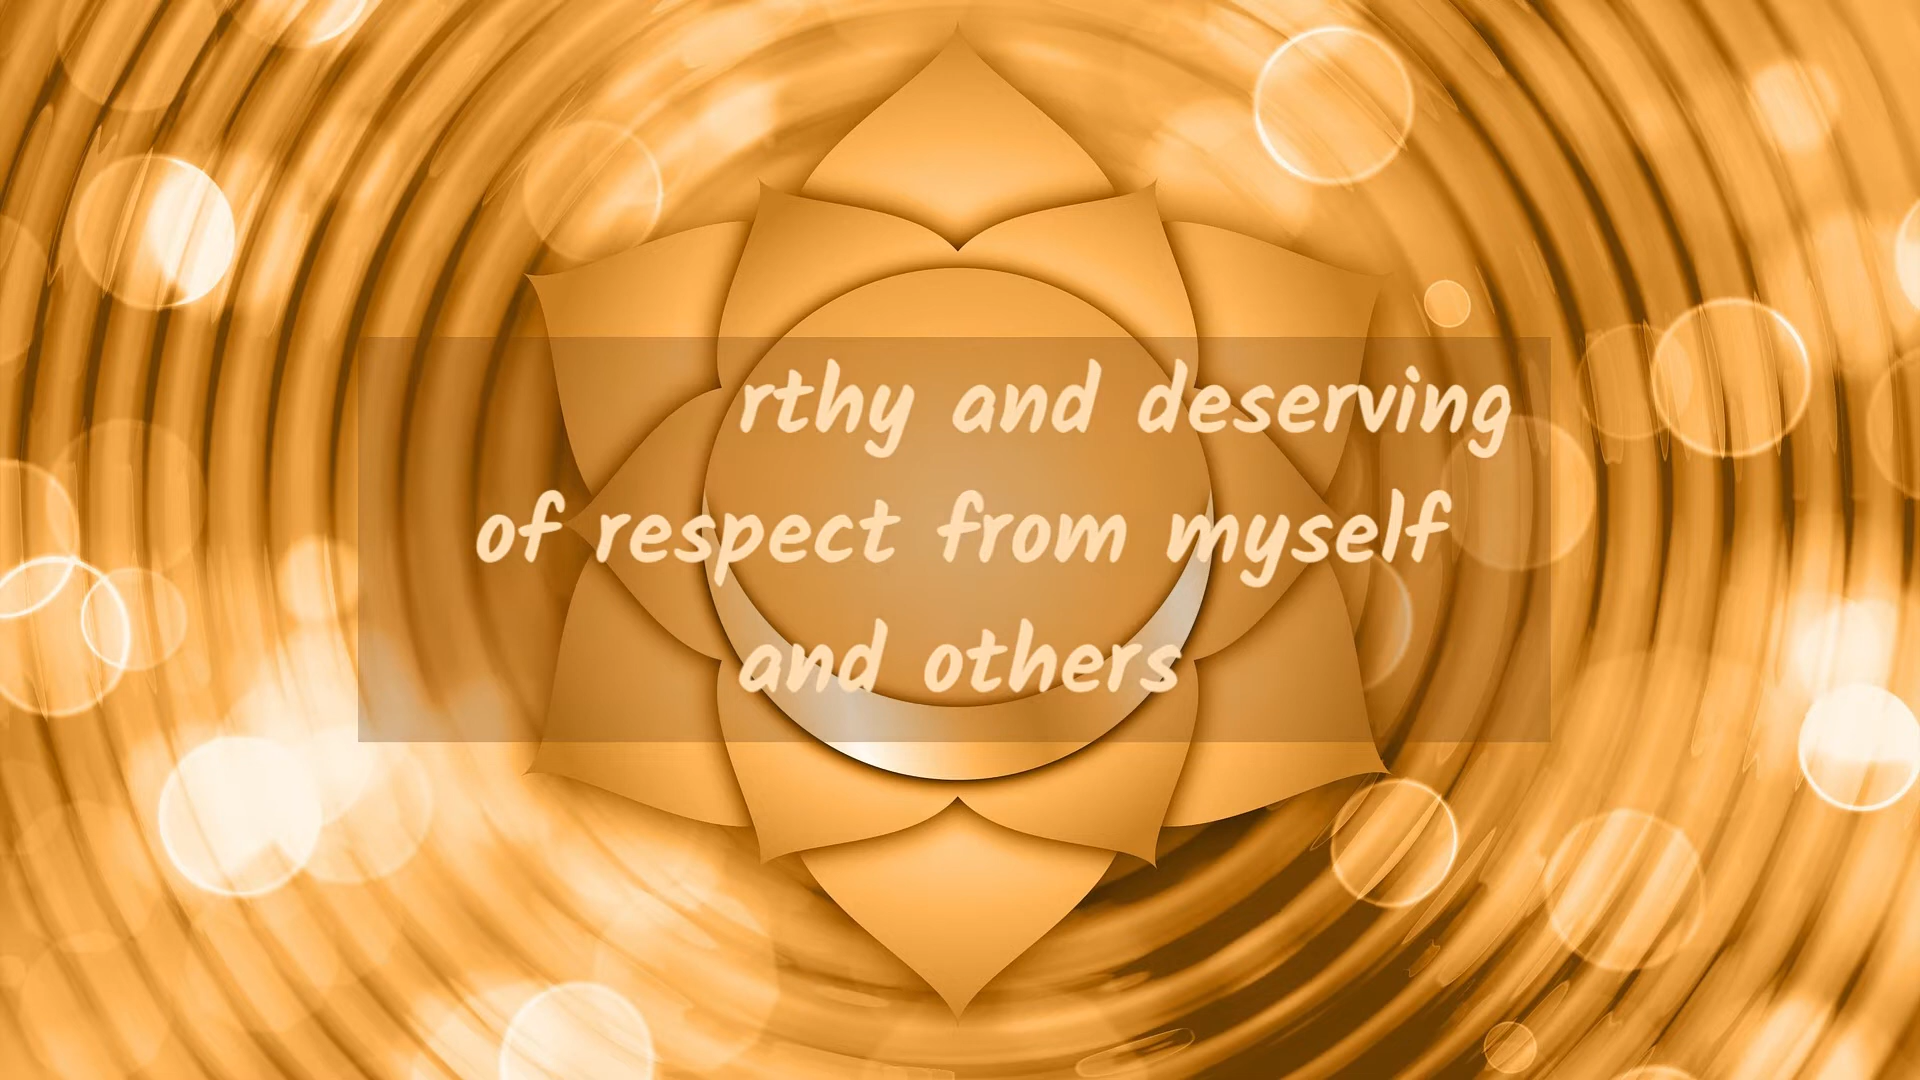 rthy and deserving
of respect from myself
and others